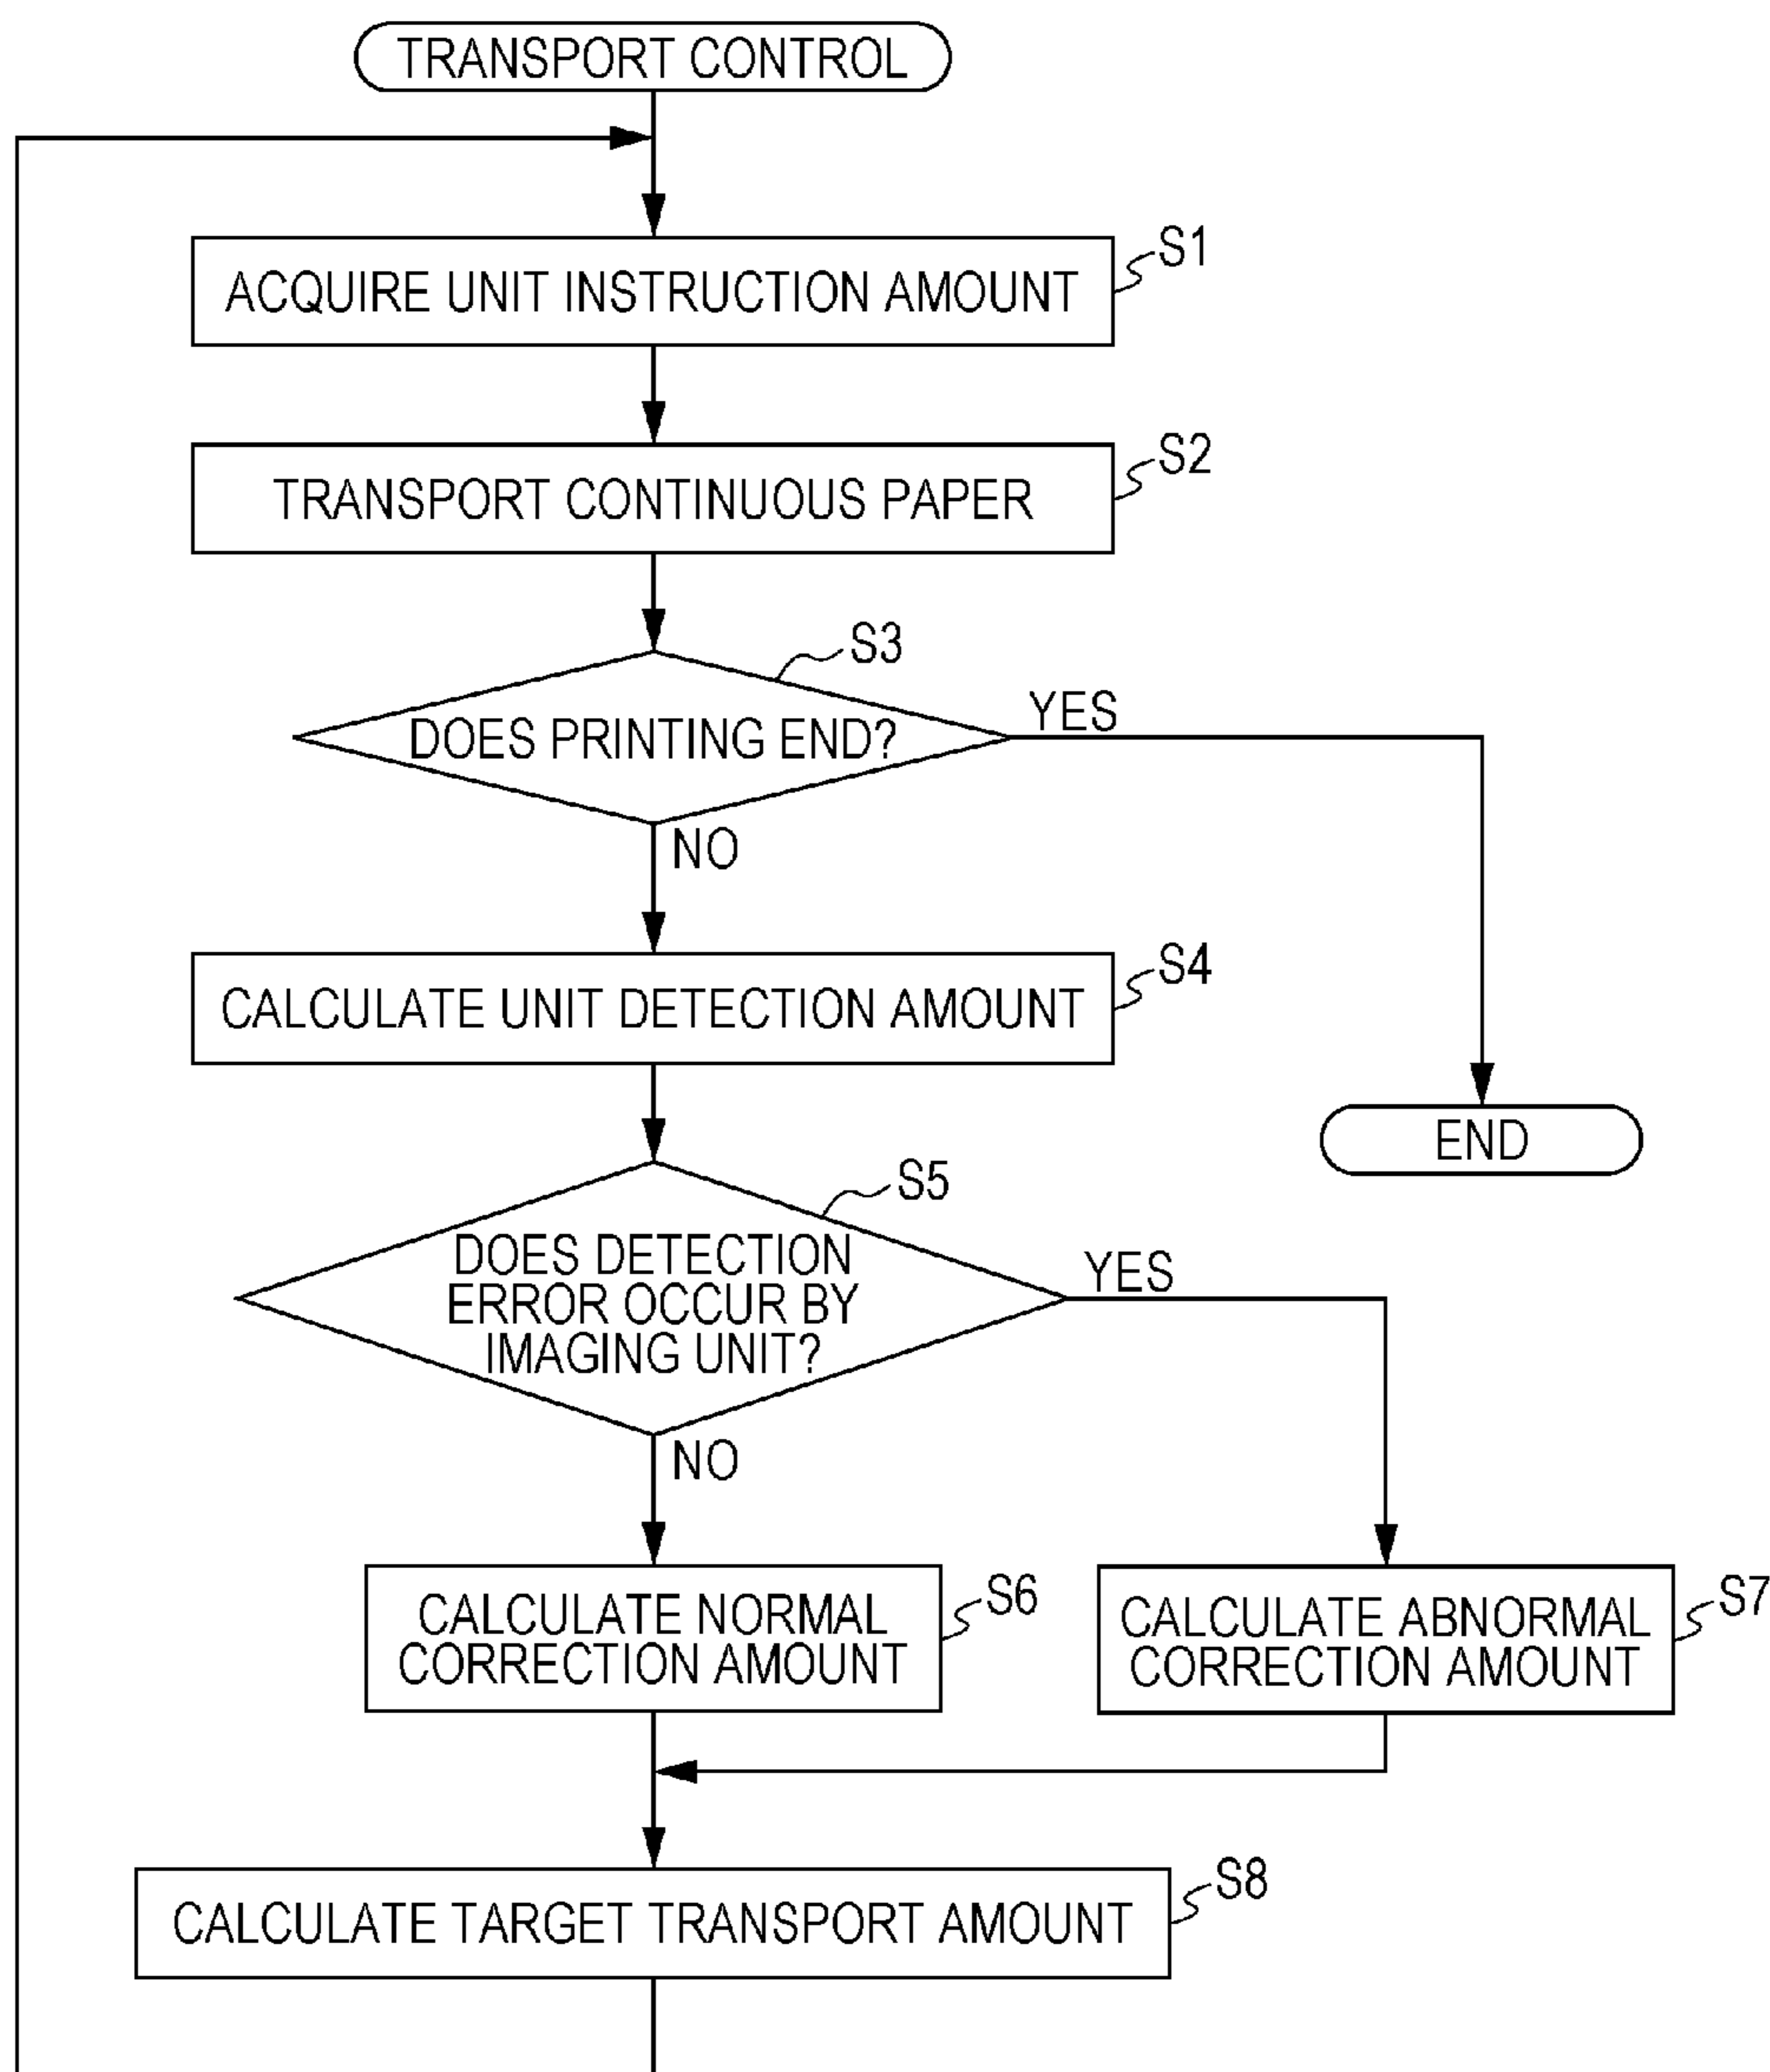 TRANSPORT CONTROL
ACQUIRE UNIT INSTRUCTION AMOUNT
S1
TRANSPORT CONTINUOUS PAPER
S2
S3
DOES PRINTING END?
YES
NO
CALCULATE UNIT DETECTION AMOUNT
S4
END
S5
DOES DETECTION
ERROR OCCUR BY
IMAGING UNIT?
YES
NO
CALCULATE NORMAL
CORRECTION AMOUNT
S6
CALCULATE ABNORMAL
CORRECTION AMOUNT
S7
CALCULATE TARGET TRANSPORT AMOUNT
S8